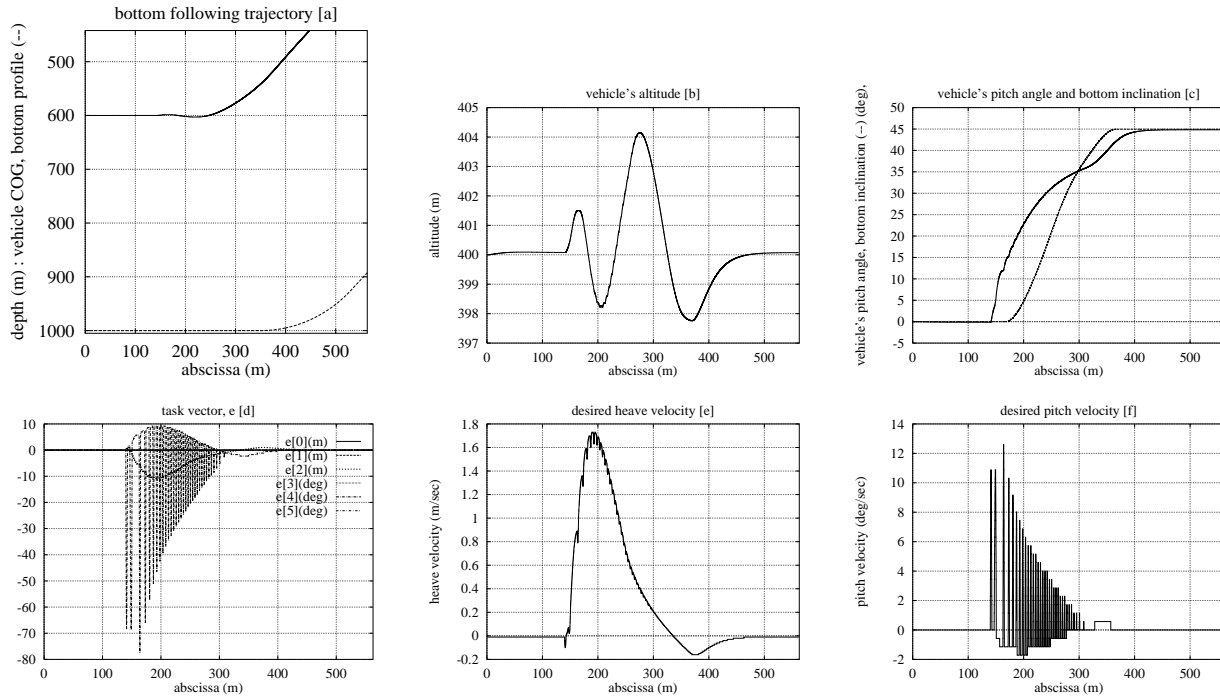 bottom following trajectory [a]
depth (m) : vehicle COG, bottom profile (--)
500
600
700
800
900
1000
0 100 200 300 400 500
abscissa (m)
vehicle's altitude [b]
altitude (m)
405
404
403
402
401
400
399
398
397
0 100 200 300 400 500
abscissa (m)
vehicle's pitch angle and bottom inclination [c]
vehicle's pitch angle, bottom inclination (--) (deg),
50
45
40
35
30
25
20
15
10
5
0
-5
0 100 200 300 400 500
abscissa (m)
task vector, e [d]
10
0
-10
-20
-30
-40
-50
-60
-70
-80
e[0](m)
e[1](m)
e[2](m)
e[3](deg)
e[4](deg)
e[5](deg)
0 100 200 300 400 500
abscissa (m)
desired heave velocity [e]
heave velocity (m/sec)
1.8
1.6
1.4
1.2
1
0.8
0.6
0.4
0.2
0
-0.2
0 100 200 300 400 500
abscissa (m)
desired pitch velocity [f]
pitch velocity (deg/sec)
14
12
10
8
6
4
2
0
-2
0 100 200 300 400 500
abscissa (m)